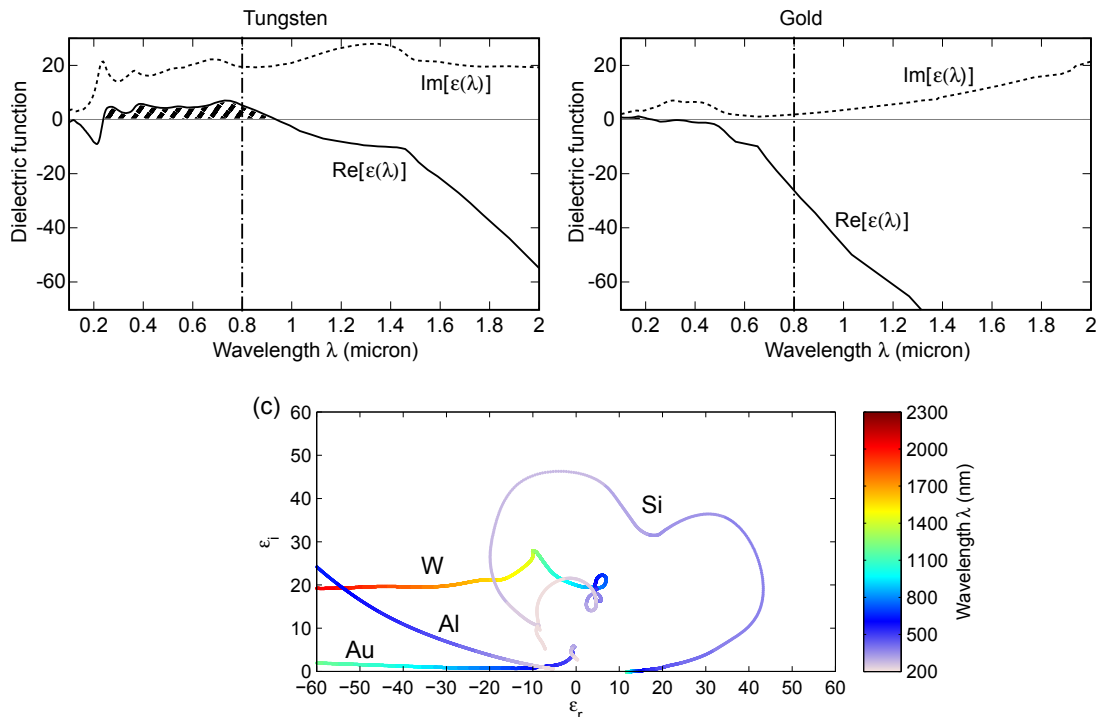 Tungsten
Gold
20
0
-20
-40
-60
Dielectric function
Im[ε(λ)]
Re[ε(λ)]
0.2 0.4 0.6 0.8 1 1.2 1.4 1.6 1.8 2
Wavelength λ (micron)
20
0
-20
-40
-60
Dielectric function
Im[ε(λ)]
Re[ε(λ)]
0.2 0.4 0.6 0.8 1 1.2 1.4 1.6 1.8 2
Wavelength λ (micron)
(c)
60
50
40
30
20
10
0
εi
Si
W
Al
Au
−60 −50 −40 −30 −20 −10 0 10 20 30 40 50 60
εr
2300
2000
1700
1400
1100
800
500
200
Wavelength λ (nm)